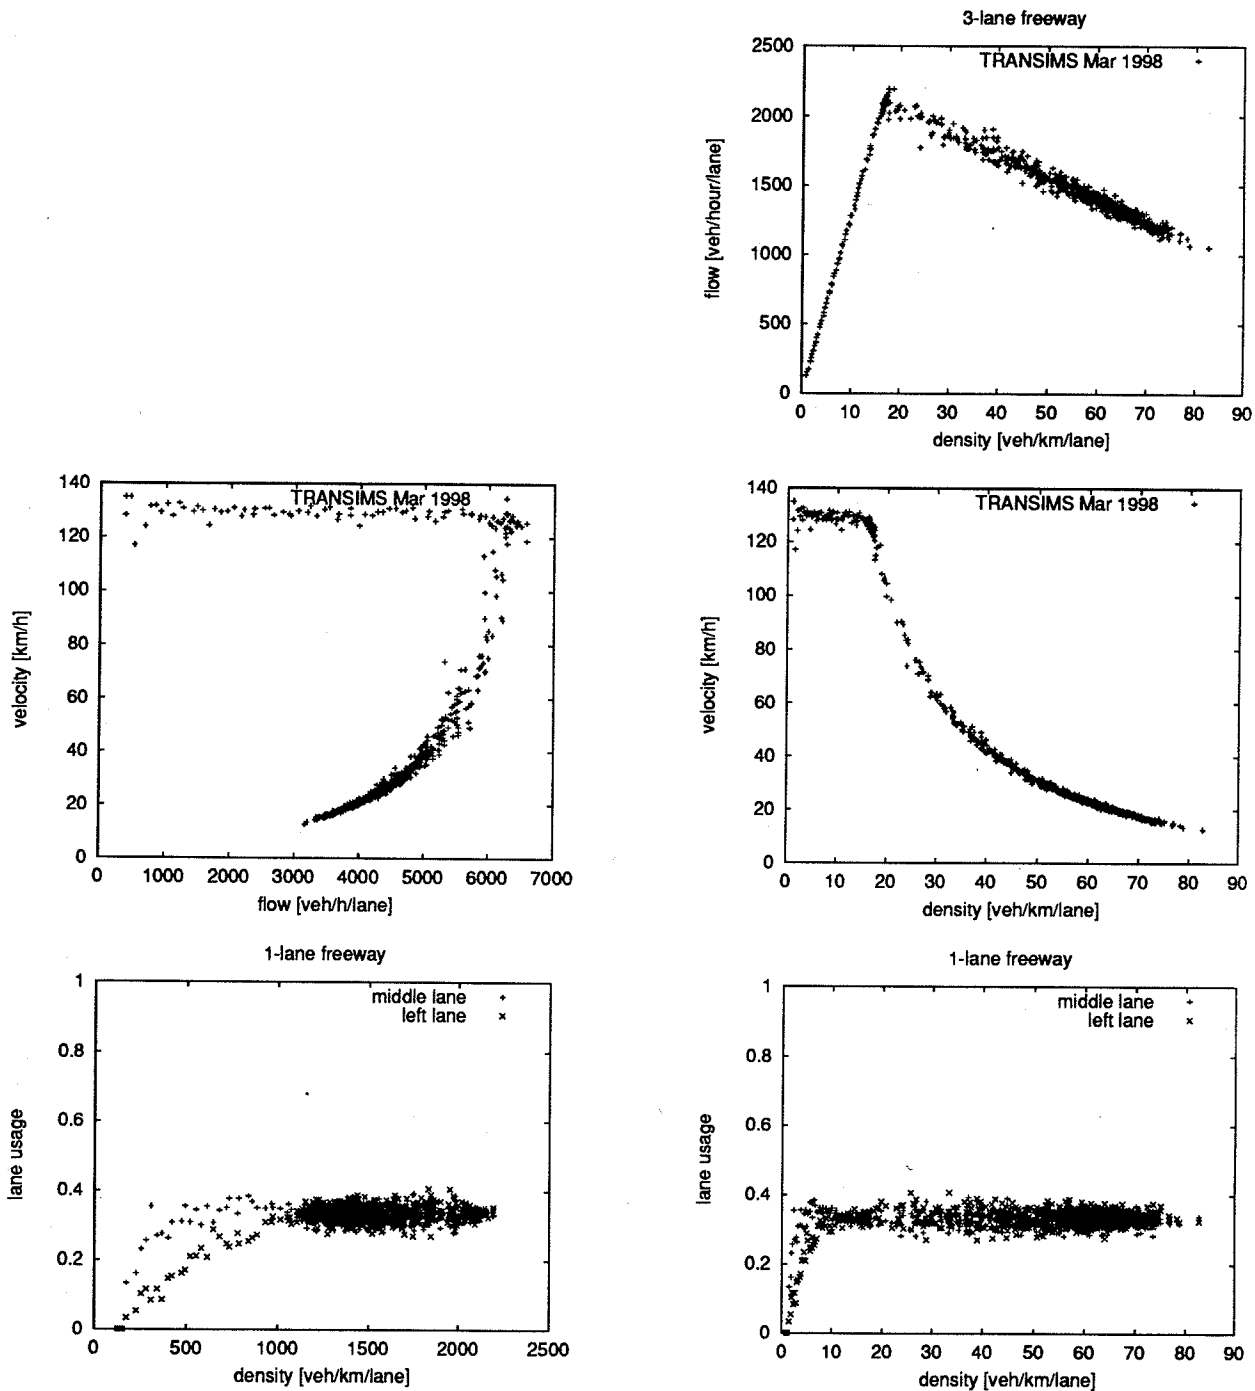 3-lane freeway
2500
TRANSIMS Mar 1998
2000
1500
1000
500
0
flow [veh/hour/lane]
0 10 20 30 40 50 60 70 80 90
density [veh/km/lane]
140
TRANSIMS Mar 1998
120
100
80
60
40
20
0
velocity [km/h]
0 1000 2000 3000 4000 5000 6000 7000
flow [veh/h/lane]
140
TRANSIMS Mar 1998
120
100
80
60
40
20
0
velocity [km/h]
0 10 20 30 40 50 60 70 80 90
density [veh/km/lane]
1-lane freeway
1
middle lane
left lane
0.8
0.6
0.4
0.2
0
lane usage
0 500 1000 1500 2000 2500
density [veh/km/lane]
1-lane freeway
1
middle lane
left lane
0.8
0.6
0.4
0.2
0
lane usage
0 10 20 30 40 50 60 70 80 90
density [veh/km/lane]